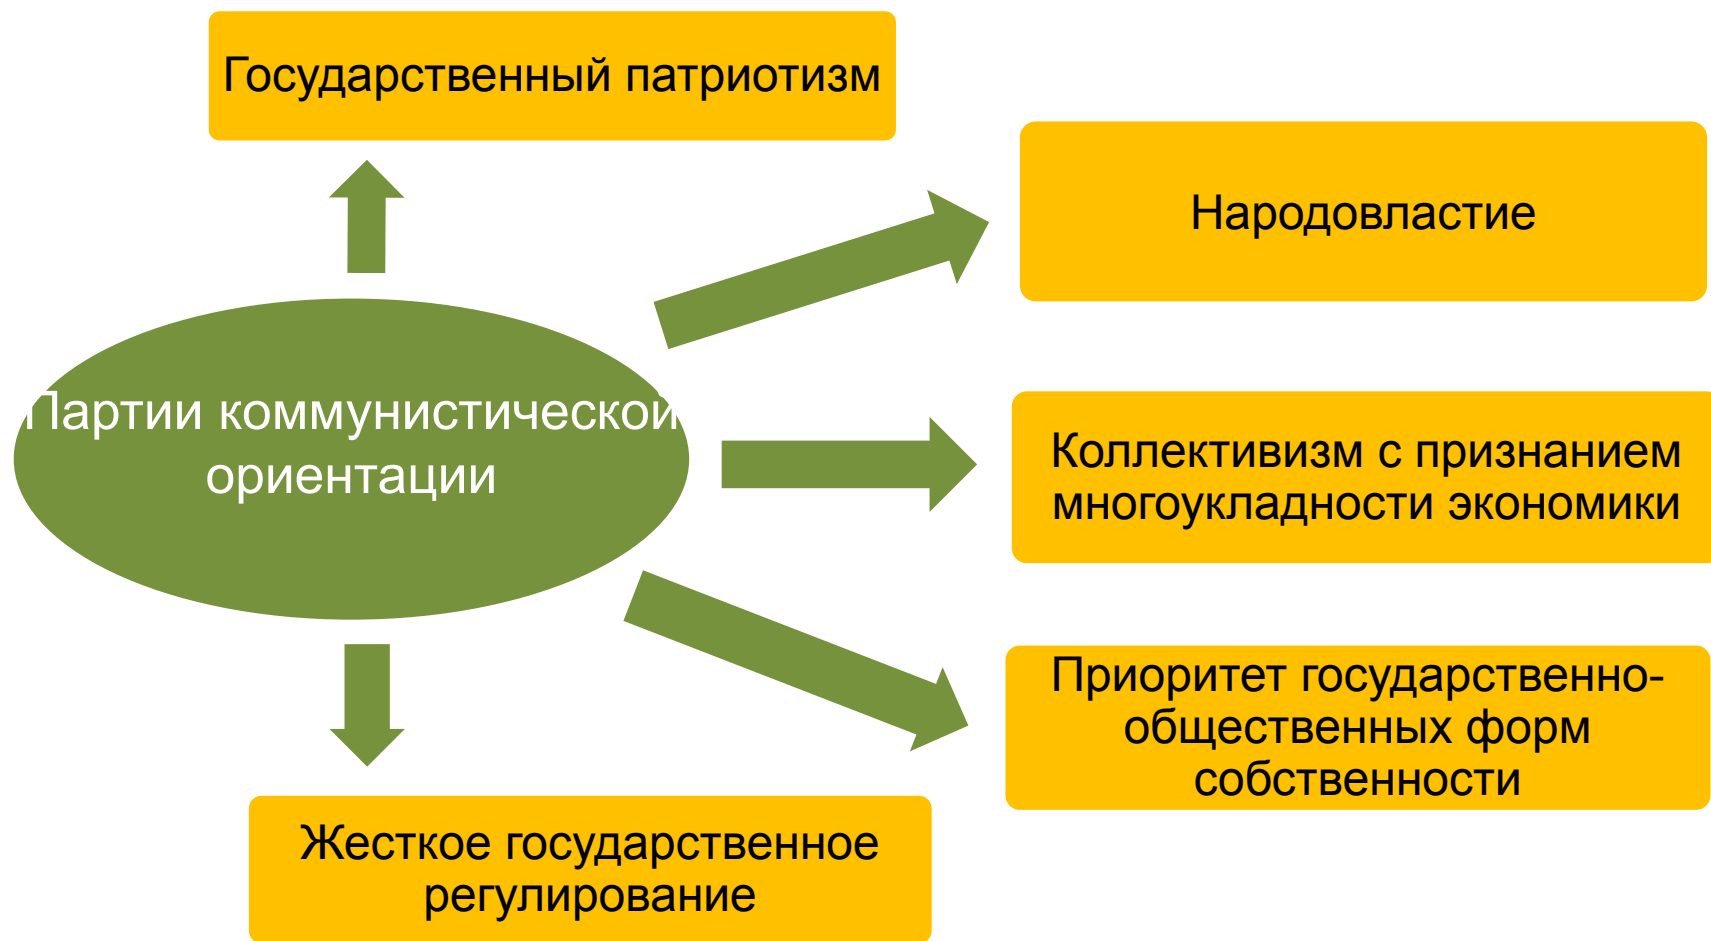 Государственный патриотизм
Народовластие
Партии коммунистической
ориентации
Коллективизм с признанием
многоукладности экономики
Приоритет государственно-
общественных форм
собственности
Жесткое государственное
регулирование